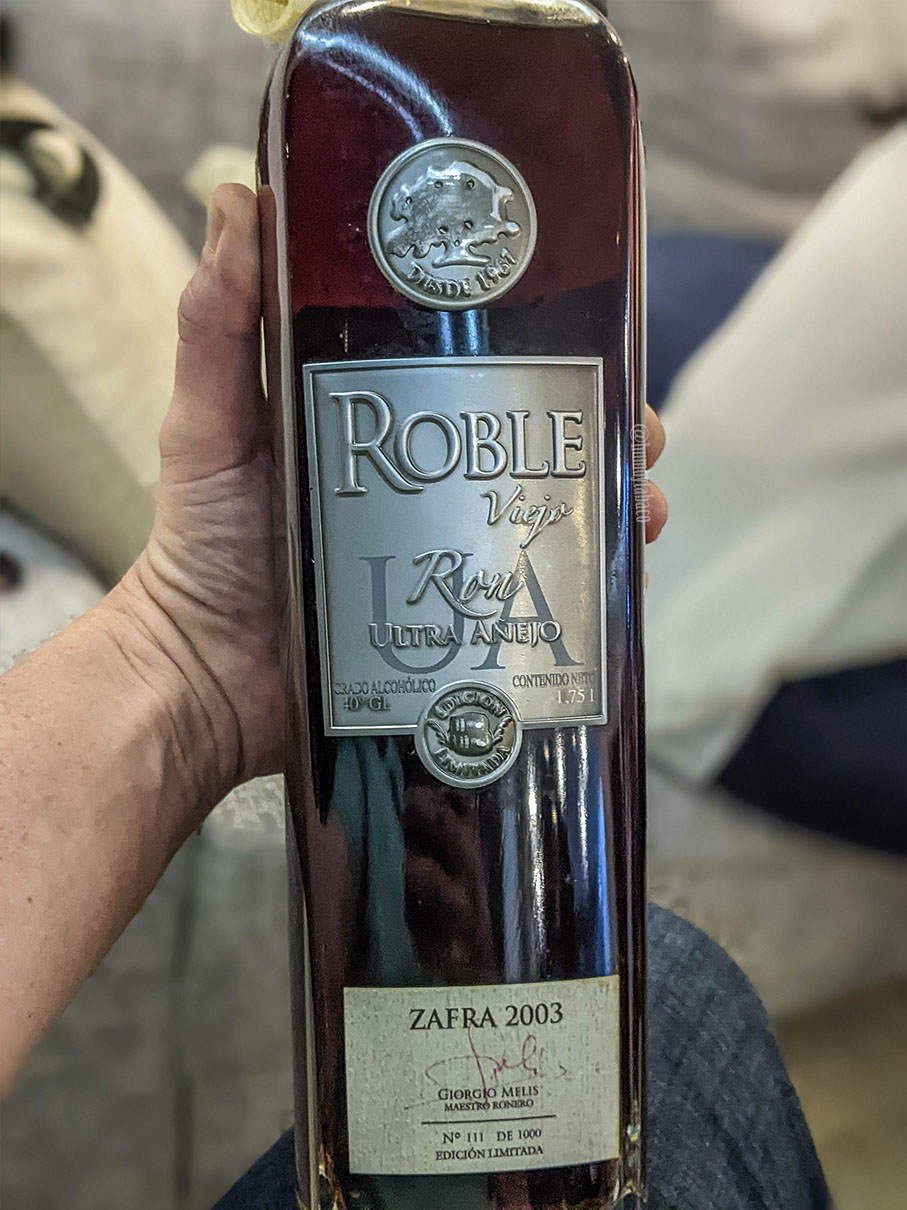 DESDE 1961
ROBLE
Viejo
UA
Ron
ULTRA AÑEJO
GRADO ALCOHÓLICO
40° GL
CONTENIDO NETO
1.75 l
EDICIÓN
LIMITADA
ZAFRA 2003
GIORGIO MELIS
MAESTRO RONERO
Nº 111 DE 1000
EDICIÓN LIMITADA